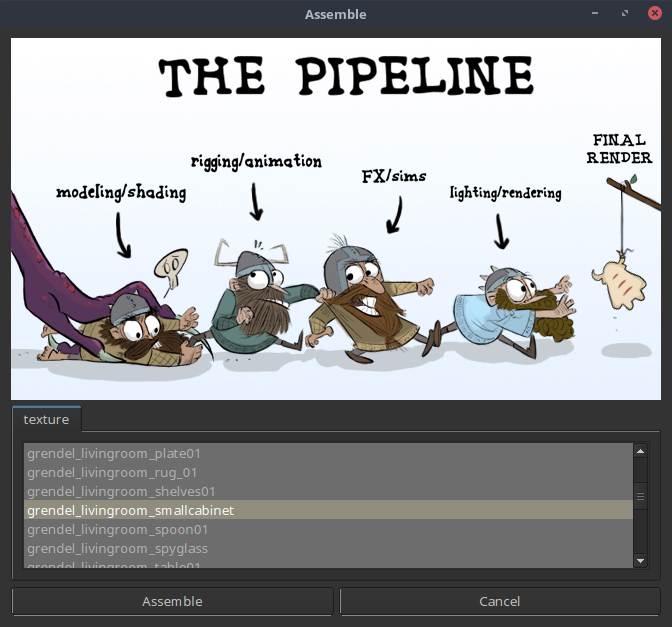 Assemble
THE PIPELINE
FINAL
RENDER
rigging/animation
FX/sims
modeling/shading
lighting/rendering
texture
grendel_livingroom_plate01
grendel_livingroom_rug_01
grendel_livingroom_shelves01
grendel_livingroom_smallcabinet
grendel_livingroom_spoon01
grendel_livingroom_spyglass
grendel_livingroom_table01
Assemble
Cancel